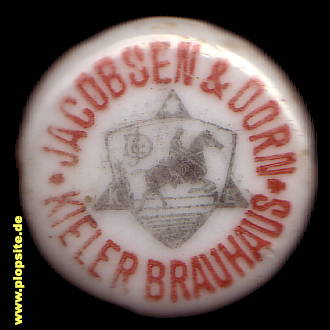 JACOBSEN & DORN
* KIELER BRAUHAUS *
© www.plopsite.de